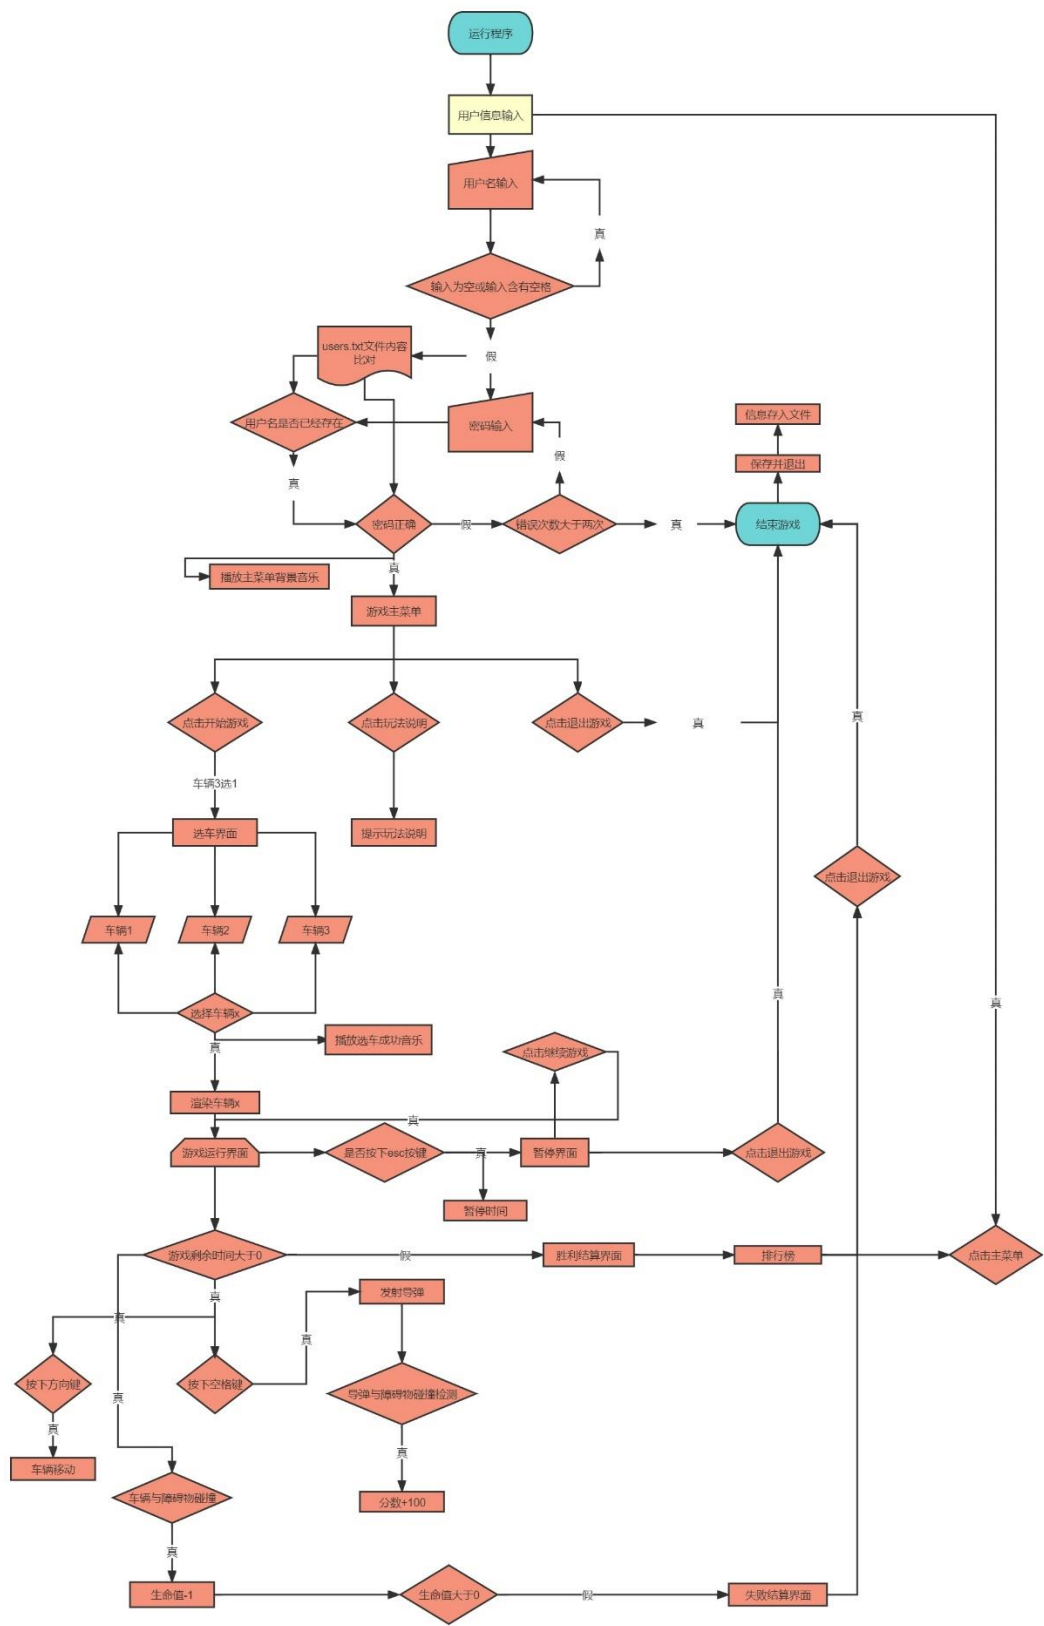 运行程序
用户信息输入
用户名输入
真
输入为空或输入含有空格
users.txt文件内容
比对
假
用户名是否已经存在
密码输入
假
信息存入文件
保存并退出
真
密码正确
假
错误次数大于两次
真
结束游戏
真
播放主菜单背景音乐
游戏主菜单
点击开始游戏
点击玩法说明
点击退出游戏
真
真
车辆3选1
选车界面
提示玩法说明
点击退出游戏
车辆1
车辆2
车辆3
真
真
选择车辆x
播放选车成功音乐
真
点击继续游戏
渲染车辆x
真
游戏运行界面
是否按下esc按键
真
暂停界面
点击退出游戏
暂停时间
游戏剩余时间大于0
假
胜利结算界面
排行榜
点击主菜单
真
发射导弹
真
真
按下方向键
按下空格键
导弹与障碍物碰撞检测
真
真
真
车辆移动
车辆与障碍物碰撞
分数+100
真
生命值-1
生命值大于0
假
失败结算界面